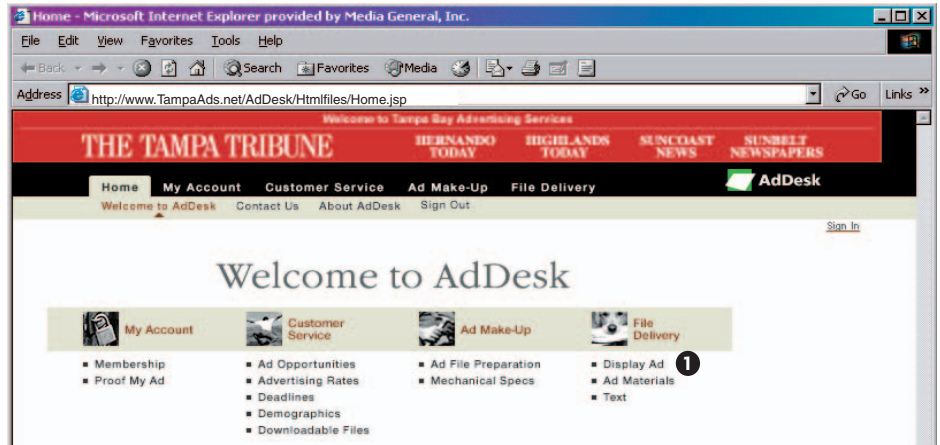 Home - Microsoft Internet Explorer provided by Media General, Inc.
File Edit View Favorites Tools Help
Back Search Favorites Media
Address http://www.TampaAds.net/AdDesk/Htmlfiles/Home.jsp Go Links »
Welcome to Tampa Bay Advertising Services
THE TAMPA TRIBUNE HERNANDO TODAY HIGHLANDS TODAY SUNCOAST NEWS SUNBELT NEWSPAPERS
Home My Account Customer Service Ad Make-Up File Delivery AdDesk
Welcome to AdDesk Contact Us About AdDesk Sign Out
Sign In
Welcome to AdDesk
My Account Customer Service Ad Make-Up File Delivery
▪ Membership ▪ Ad Opportunities ▪ Ad File Preparation ▪ Display Ad 1
▪ Proof My Ad ▪ Advertising Rates ▪ Mechanical Specs ▪ Ad Materials
▪ Deadlines ▪ Text
▪ Demographics
▪ Downloadable Files